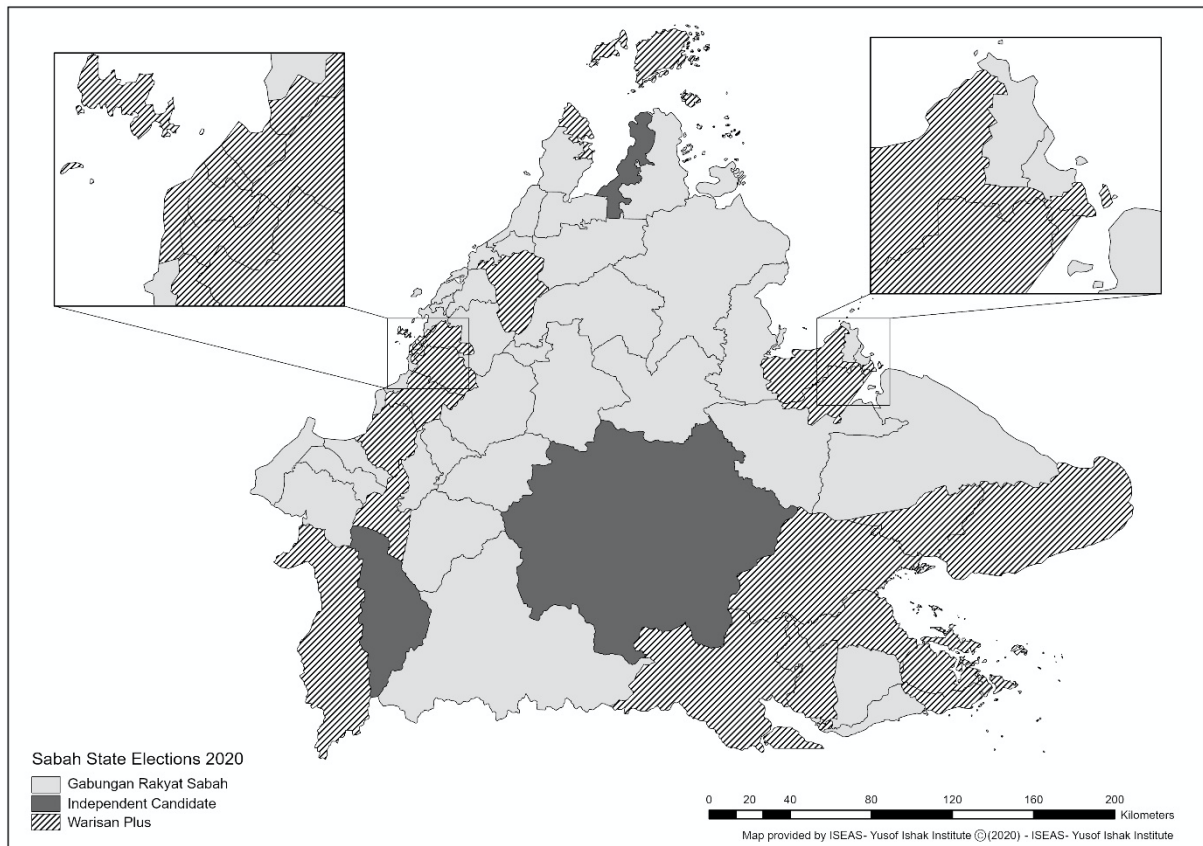 Sabah State Elections 2020
Gabungan Rakyat Sabah
Independent Candidate
Warisan Plus
0 20 40 80 120 160 200
Kilometers
Map provided by ISEAS- Yusof Ishak Institute Ⓒ(2020) - ISEAS- Yusof Ishak Institute